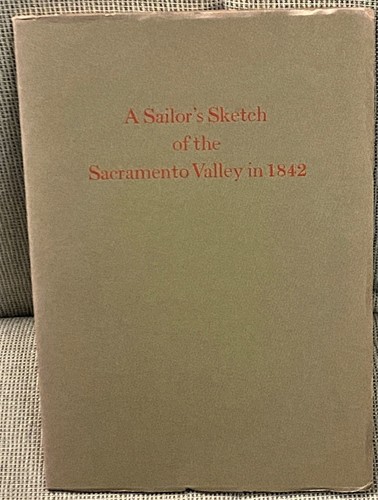 A Sailor's Sketch
of the
Sacramento Valley in 1842